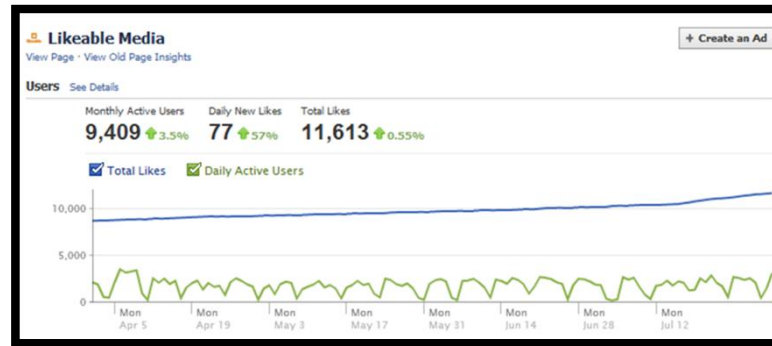 Likeable Media
+ Create an Ad
View Page · View Old Page Insights
Users See Details
Monthly Active Users Daily New Likes Total Likes
9,409 3.5% 77 57% 11,613 0.55%
Total Likes Daily Active Users
10,000
5,000
0
Mon Mon Mon Mon Mon Mon Mon Mon
Apr 5 Apr 19 May 3 May 17 May 31 Jun 14 Jun 28 Jul 12